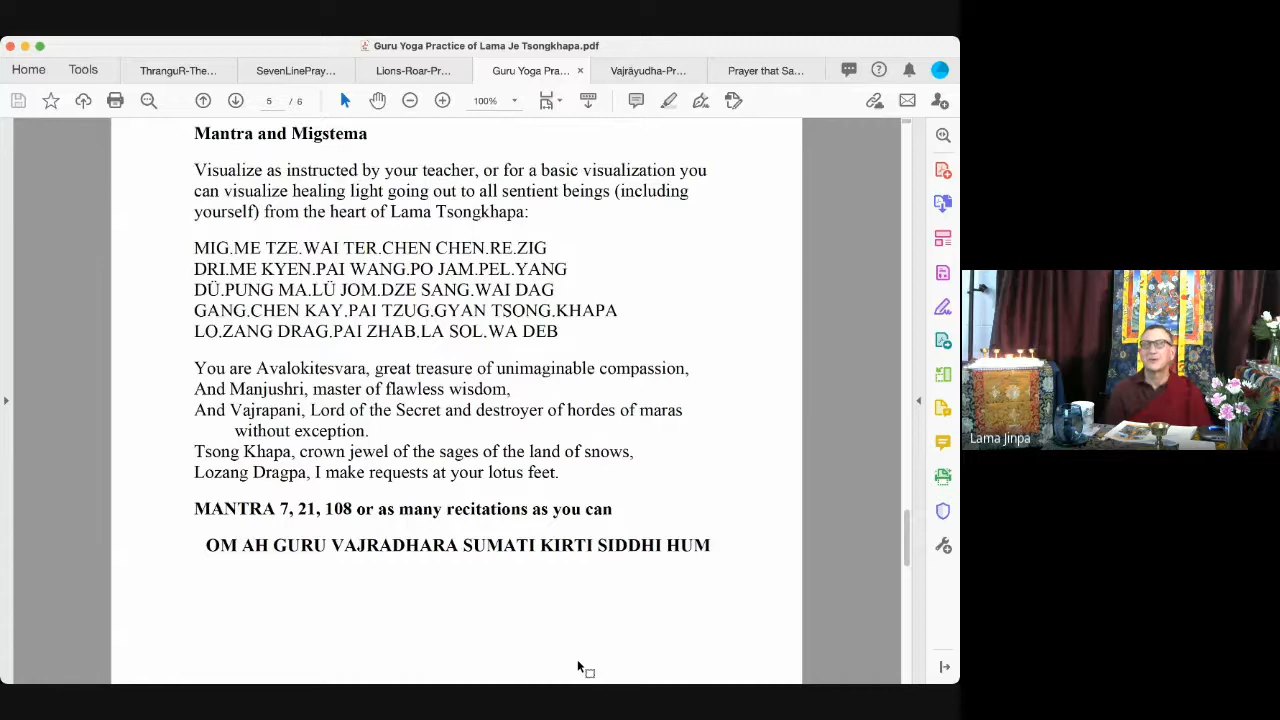 Guru Yoga Practice of Lama Je Tsongkhapa.pdf
Home Tools ThranguR-The... SevenLinePray... Lions-Roar-Pr... Guru Yoga Pra... × Vajrāyudha-Pr... Prayer that Sa...
5 / 6 100%
Mantra and Migstema
Visualize as instructed by your teacher, or for a basic visualization you
can visualize healing light going out to all sentient beings (including
yourself) from the heart of Lama Tsongkhapa:
MIG.ME TZE.WAI TER.CHEN CHEN.RE.ZIG
DRI.ME KYEN.PAI WANG.PO JAM.PEL.YANG
DÜ.PUNG MA.LÜ JOM.DZE SANG.WAI DAG
GANG.CHEN KAY.PAI TZUG.GYAN TSONG.KHAPA
LO.ZANG DRAG.PAI ZHAB.LA SOL.WA DEB
You are Avalokitesvara, great treasure of unimaginable compassion,
And Manjushri, master of flawless wisdom,
And Vajrapani, Lord of the Secret and destroyer of hordes of maras
without exception.
Tsong Khapa, crown jewel of the sages of the land of snows,
Lozang Dragpa, I make requests at your lotus feet.
MANTRA 7, 21, 108 or as many recitations as you can
OM AH GURU VAJRADHARA SUMATI KIRTI SIDDHI HUM
Lama Jinpa